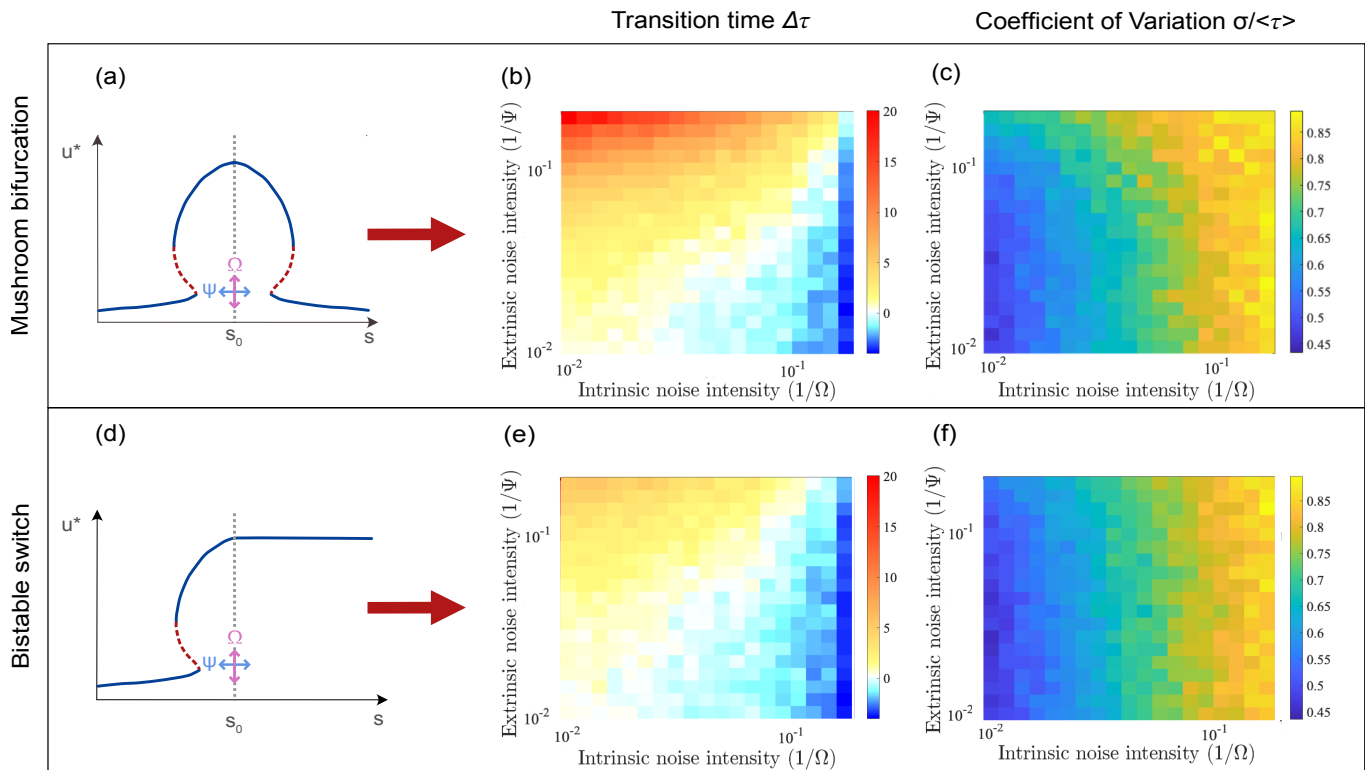 Transition time Δτ
Coefficient of Variation σ/<τ>
Mushroom bifurcation
(a)
u*
Ω
Ψ
s₀
s
(b)
Extrinsic noise intensity (1/Ψ)
10⁻¹
10⁻²
10⁻²
10⁻¹
Intrinsic noise intensity (1/Ω)
20
15
10
5
0
(c)
Extrinsic noise intensity (1/Ψ)
10⁻¹
10⁻²
10⁻²
10⁻¹
Intrinsic noise intensity (1/Ω)
0.85
0.8
0.75
0.7
0.65
0.6
0.55
0.5
0.45
Bistable switch
(d)
u*
Ω
Ψ
s₀
s
(e)
Extrinsic noise intensity (1/Ψ)
10⁻¹
10⁻²
10⁻²
10⁻¹
Intrinsic noise intensity (1/Ω)
20
15
10
5
0
(f)
Extrinsic noise intensity (1/Ψ)
10⁻¹
10⁻²
10⁻²
10⁻¹
Intrinsic noise intensity (1/Ω)
0.85
0.8
0.75
0.7
0.65
0.6
0.55
0.5
0.45